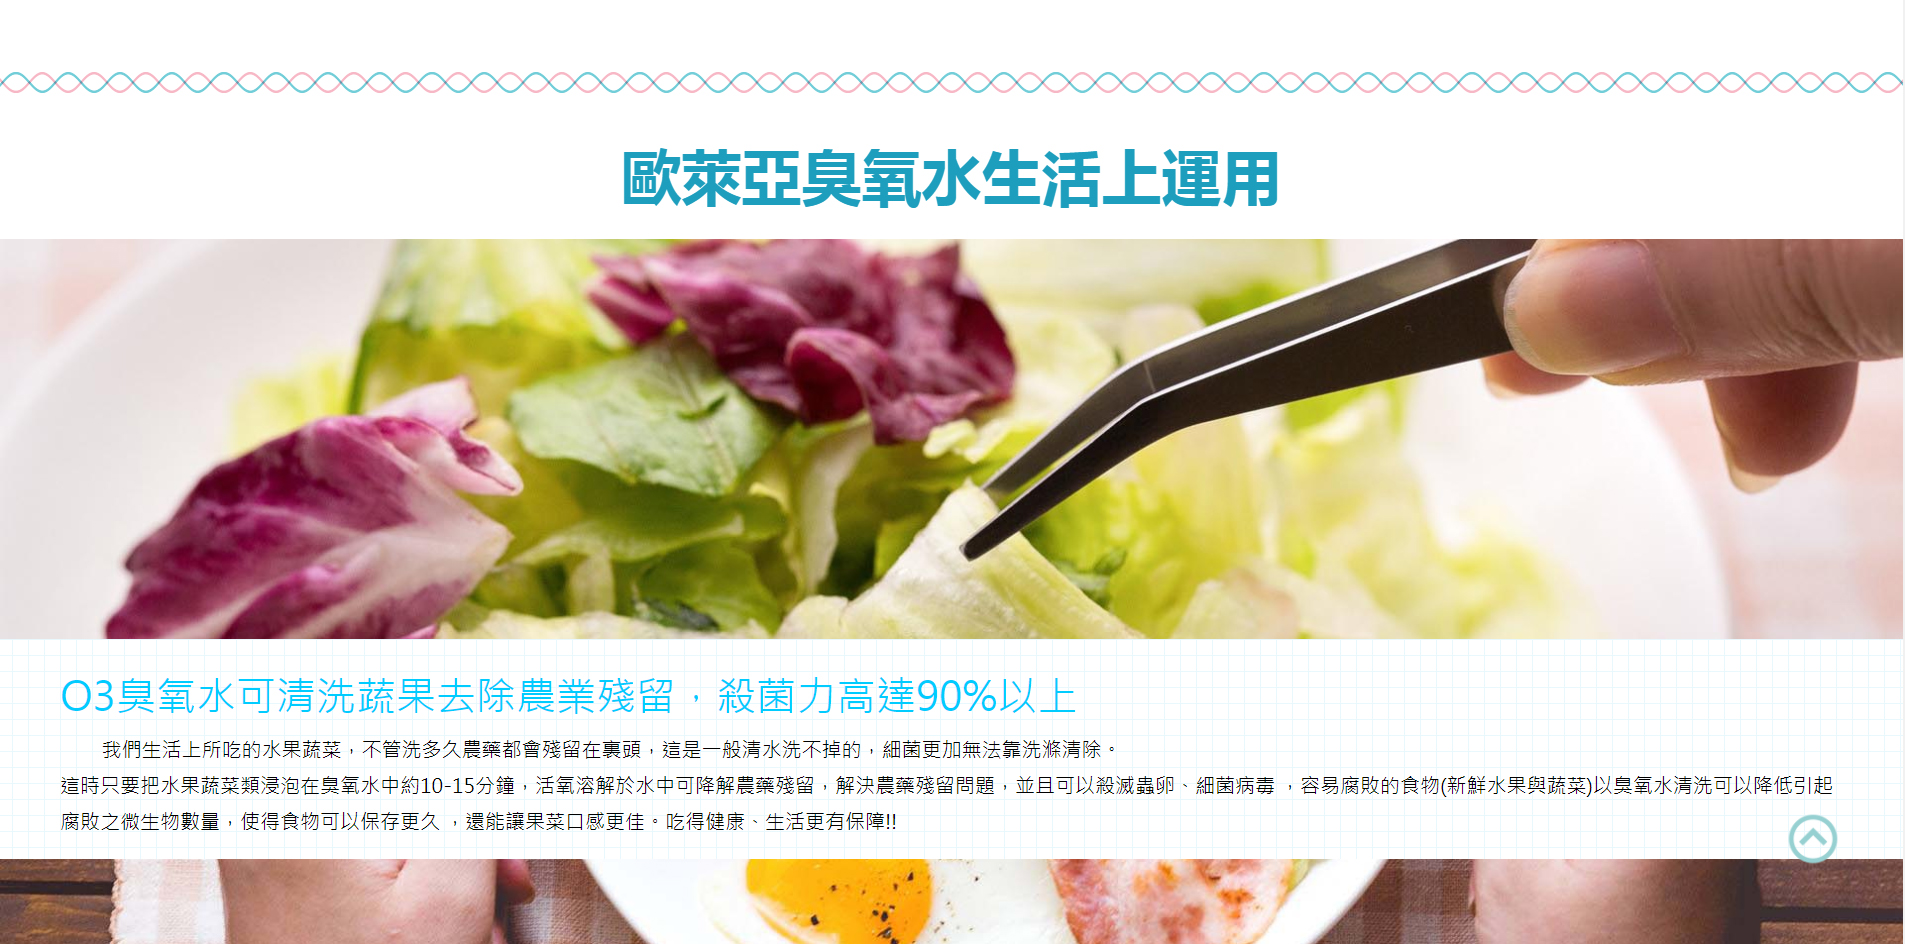 歐萊亞臭氧水生活上運用
O3臭氧水可清洗蔬果去除農業殘留，殺菌力高達90%以上
我們生活上所吃的水果蔬菜，不管洗多久農藥都會殘留在裏頭，這是一般清水洗不掉的，細菌更加無法靠洗滌清除。
這時只要把水果蔬菜類浸泡在臭氧水中約10-15分鐘，活氧溶解於水中可降解農藥殘留，解決農藥殘留問題，並且可以殺滅蟲卵、細菌病毒 ，容易腐敗的食物(新鮮水果與蔬菜)以臭氧水清洗可以降低引起
腐敗之微生物數量，使得食物可以保存更久 ，還能讓果菜口感更佳。吃得健康、生活更有保障!!